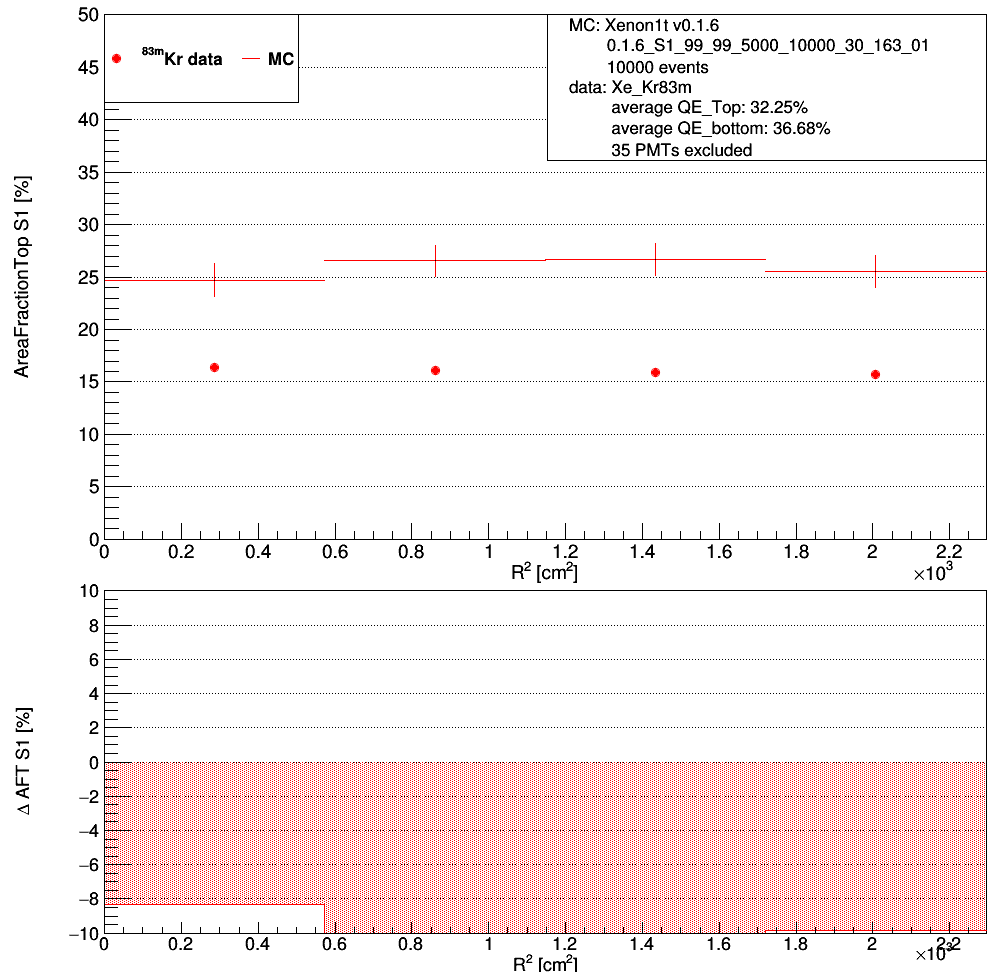 50
45
40
35
30
25
20
15
10
5
0
AreaFractionTop S1 [%]
⁸³ᵐKr data
MC
MC: Xenon1t v0.1.6
0.1.6_S1_99_99_5000_10000_30_163_01
10000 events
data: Xe_Kr83m
average QE_Top: 32.25%
average QE_bottom: 36.68%
35 PMTs excluded
0 0.2 0.4 0.6 0.8 1 1.2 1.4 1.6 1.8 2 2.2
R² [cm²]
×10³
10
8
6
4
2
0
−2
−4
−6
−8
−10
Δ AFT S1 [%]
0 0.2 0.4 0.6 0.8 1 1.2 1.4 1.6 1.8 2 2.2
R² [cm²]
×10³